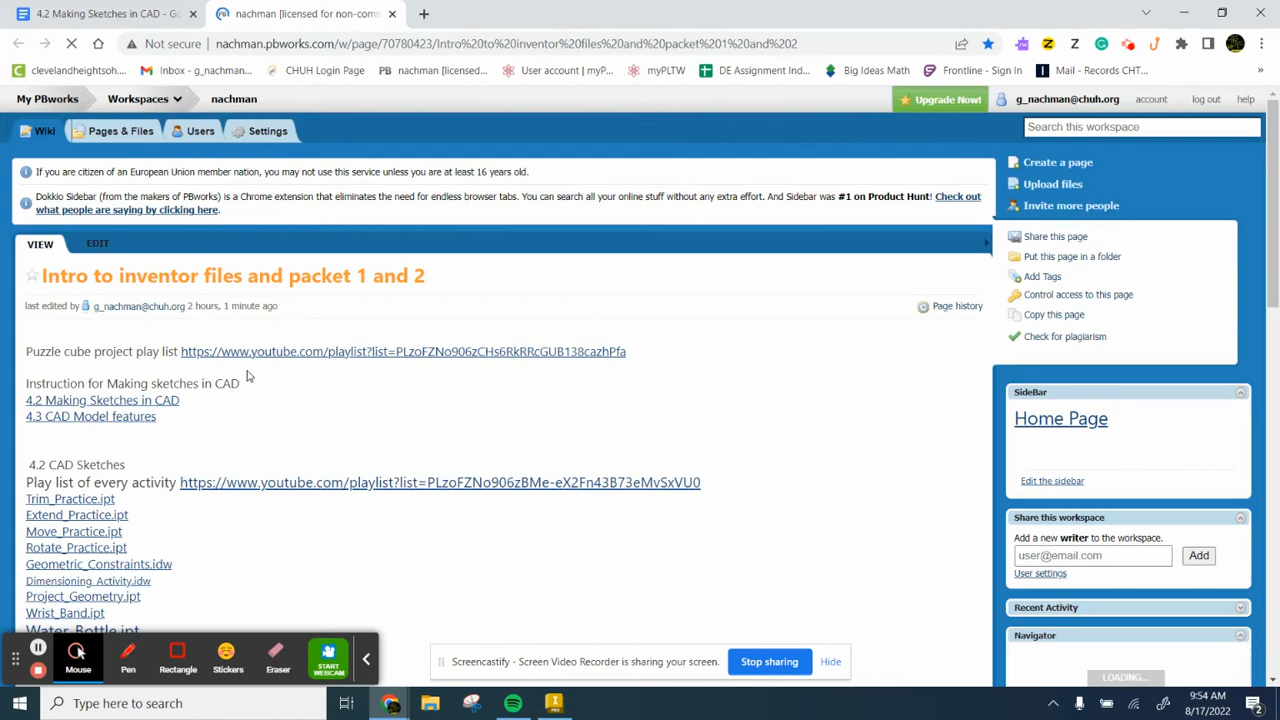 4.2 Making Sketches in CAD - Go
nachman [licensed for non-comm
Not secure
nachman.pbworks.com/w/page/70780423/Intro%20to%20inventor%20files%20and%20packet%201%20and%202
clevelandheightsoh...
Inbox - g_nachman...
CHUH Login Page
PB nachman [licensed...
User account | myP...
myPLTW
DE Assignment Ind...
Big Ideas Math
Frontline - Sign In
Mail - Records CHT...
»
My PBworks
Workspaces
nachman
Upgrade Now!
g_nachman@chuh.org
account
log out
help
Wiki
Pages & Files
Users
Settings
Search this workspace
If you are citizen of an European Union member nation, you may not use this service unless you are at least 16 years old.
Dokkio Sidebar (from the makers of PBworks) is a Chrome extension that eliminates the need for endless browser tabs. You can search all your online stuff without any extra effort. And Sidebar was #1 on Product Hunt! Check out
what people are saying by clicking here.
Create a page
Upload files
Invite more people
VIEW
EDIT
Share this page
Put this page in a folder
Add Tags
Control access to this page
Copy this page
Check for plagiarism
Intro to inventor files and packet 1 and 2
last edited by g_nachman@chuh.org 2 hours, 1 minute ago
Page history
Puzzle cube project play list https://www.youtube.com/playlist?list=PLzoFZNo906zCHs6RkRRcGUB138cazhPfa
Instruction for Making sketches in CAD
4.2 Making Sketches in CAD
4.3 CAD Model features
4.2 CAD Sketches
Play list of every activity https://www.youtube.com/playlist?list=PLzoFZNo906zBMe-eX2Fn43B73eMvSxVU0
Trim_Practice.ipt
Extend_Practice.ipt
Move_Practice.ipt
Rotate_Practice.ipt
Geometric_Constraints.idw
Dimensioning_Activity.idw
Project_Geometry.ipt
Wrist_Band.ipt
Water_Bottle.ipt
SideBar
Home Page
Edit the sidebar
Share this workspace
Add a new writer to the workspace.
user@email.com
Add
User settings
Recent Activity
Navigator
LOADING...
Mouse
Pen
Rectangle
Stickers
Eraser
START
WEBCAM
Screencastify - Screen Video Recorder is sharing your screen.
Stop sharing
Hide
Type here to search
9:54 AM
8/17/2022
2